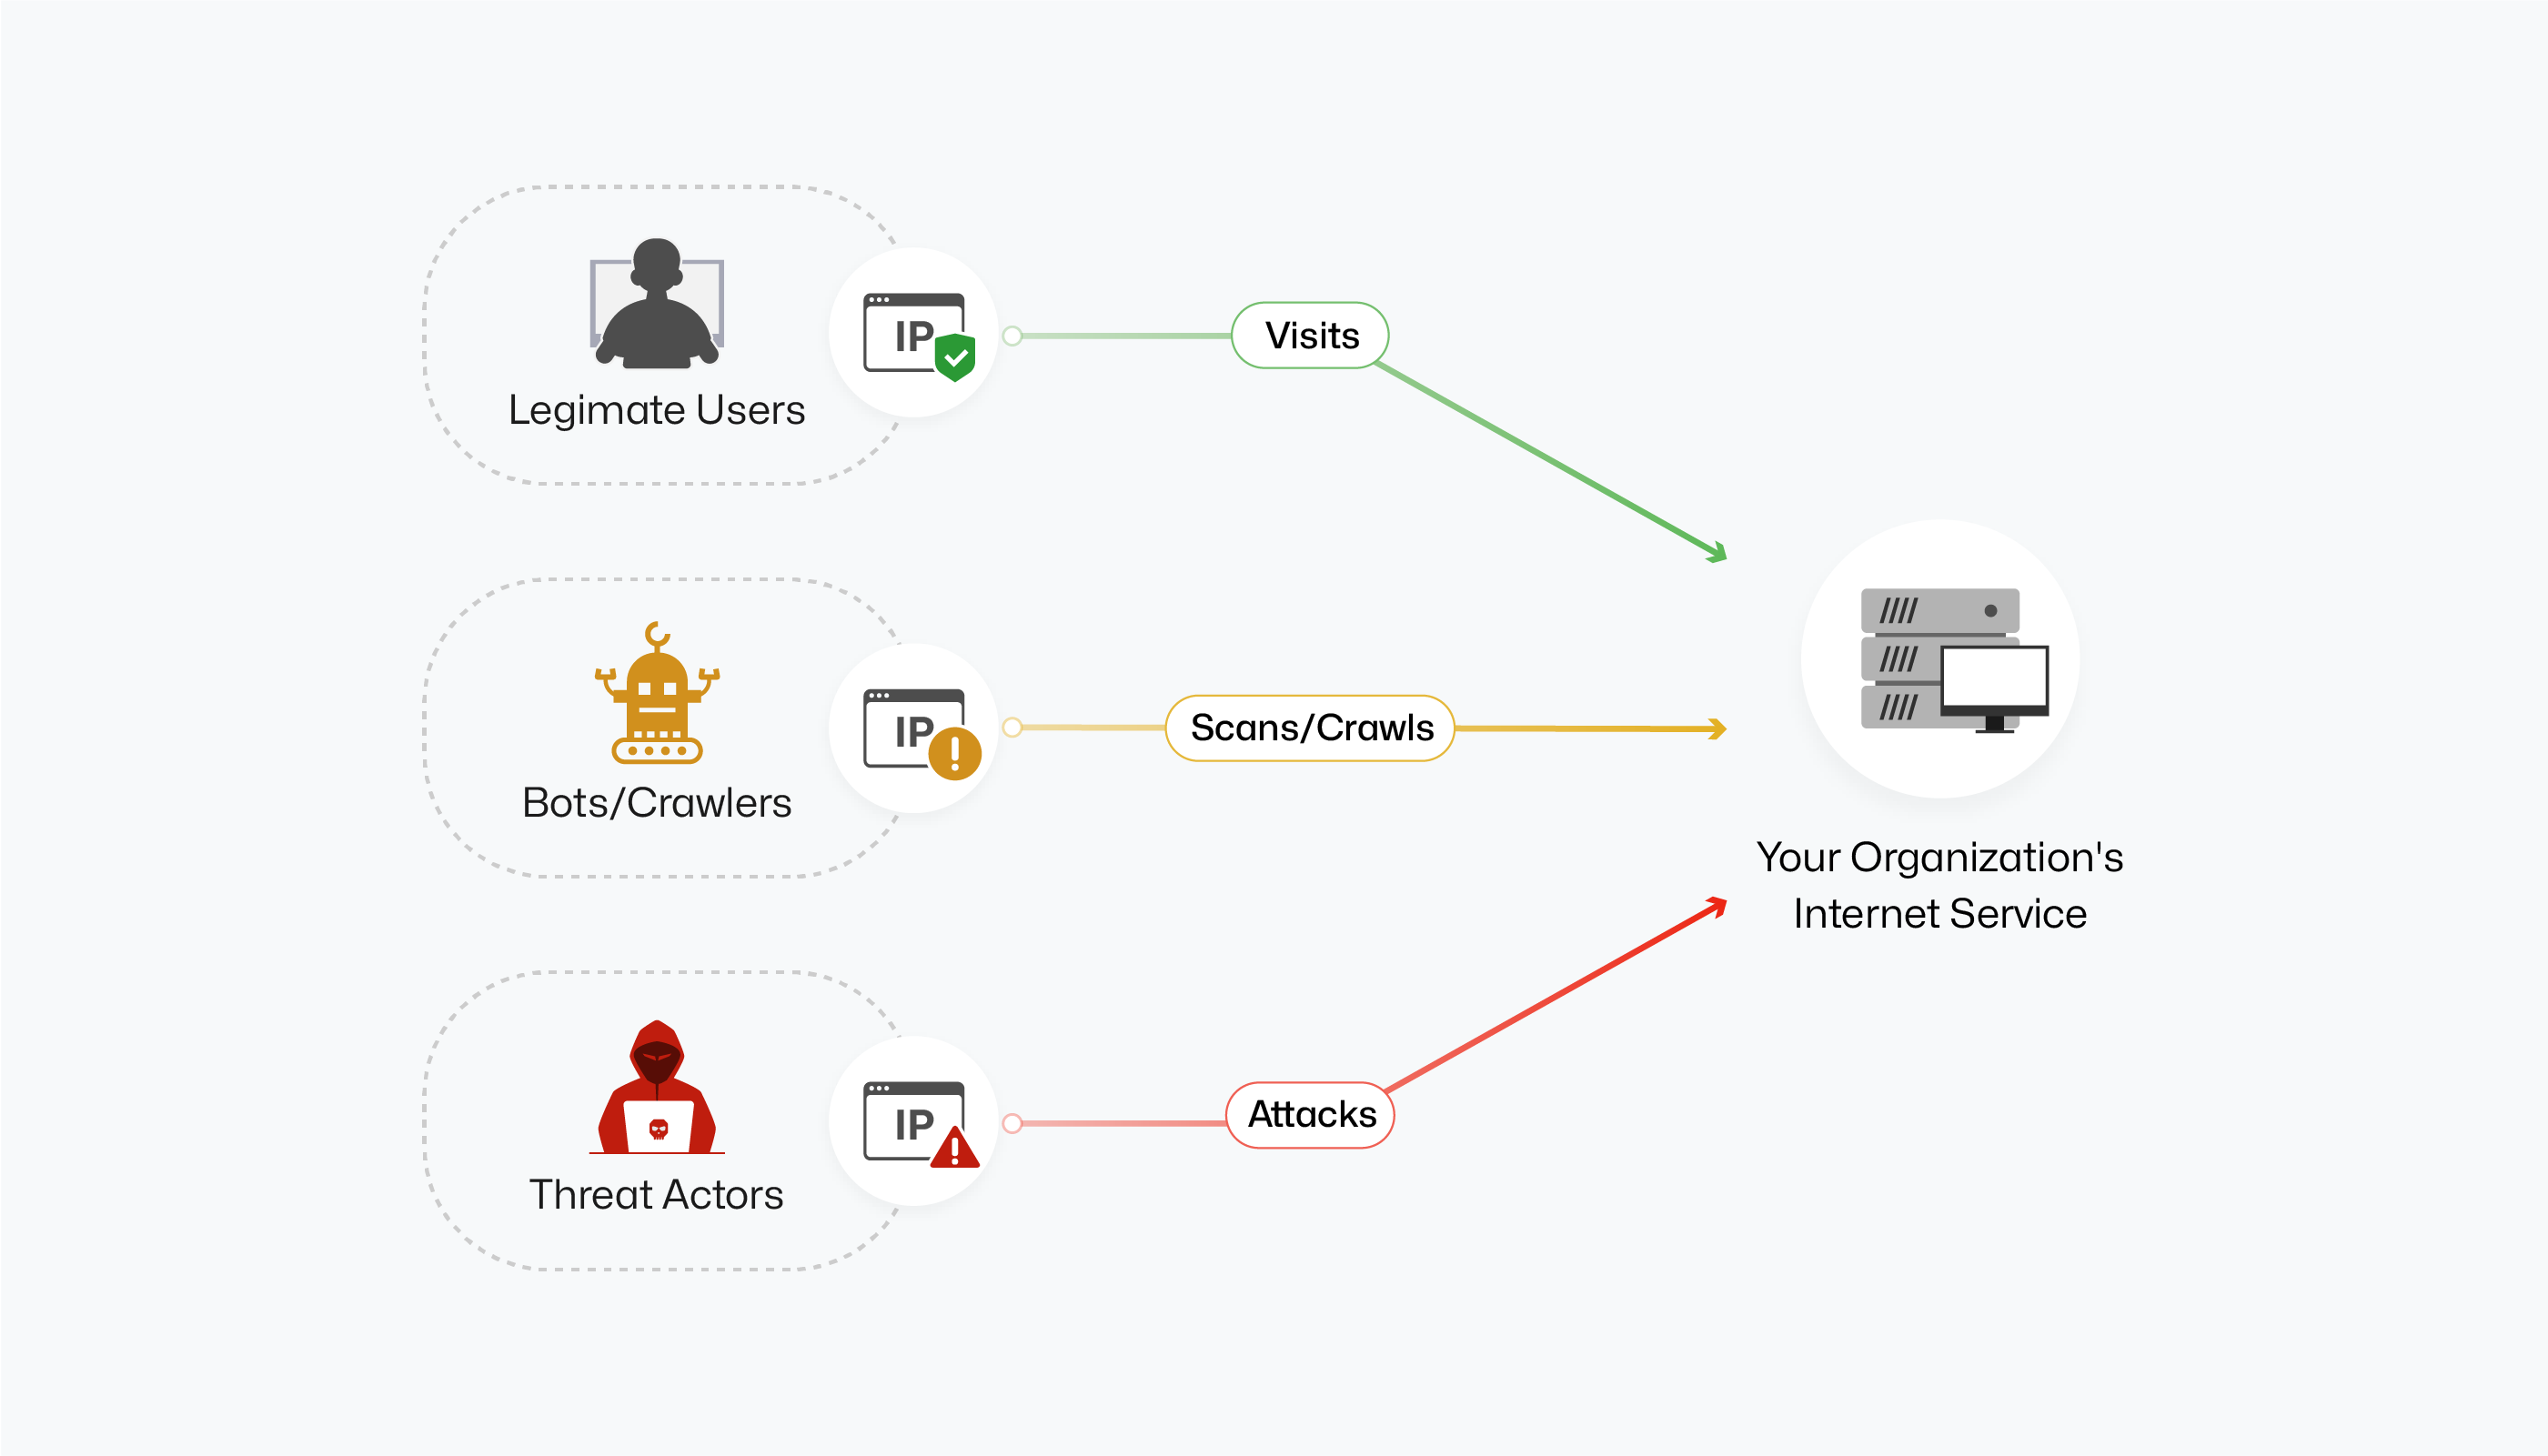 Legimate Users
IP
Visits
Bots/Crawlers
IP
Scans/Crawls
Your Organization's
Internet Service
Threat Actors
IP
Attacks